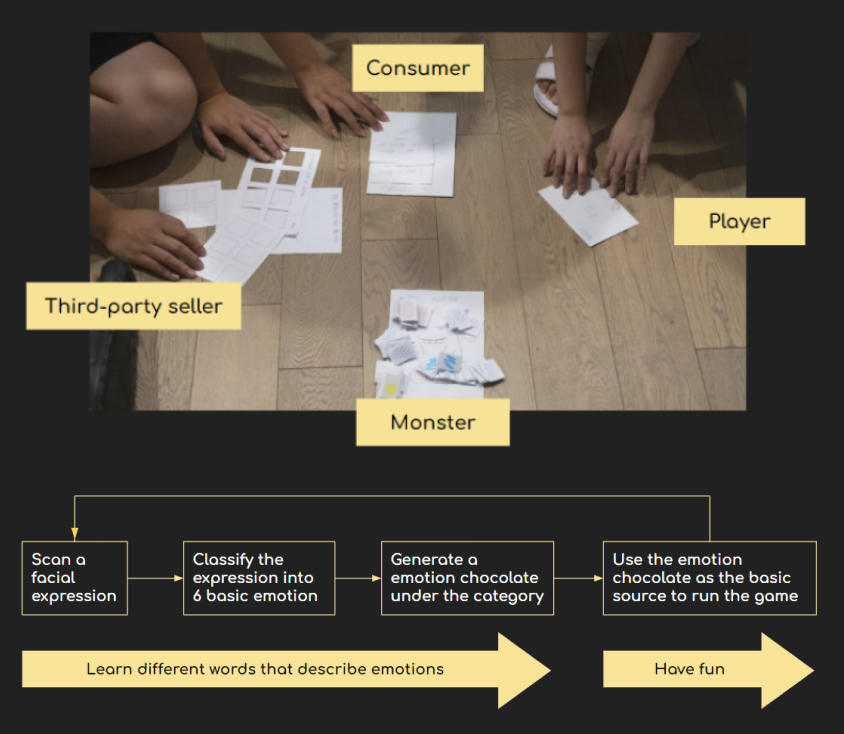 Consumer
Player
Third-party seller
Monster
Scan a
facial
expression
Classify the
expression into
6 basic emotion
Generate a
emotion chocolate
under the category
Use the emotion
chocolate as the basic
source to run the game
Learn different words that describe emotions
Have fun